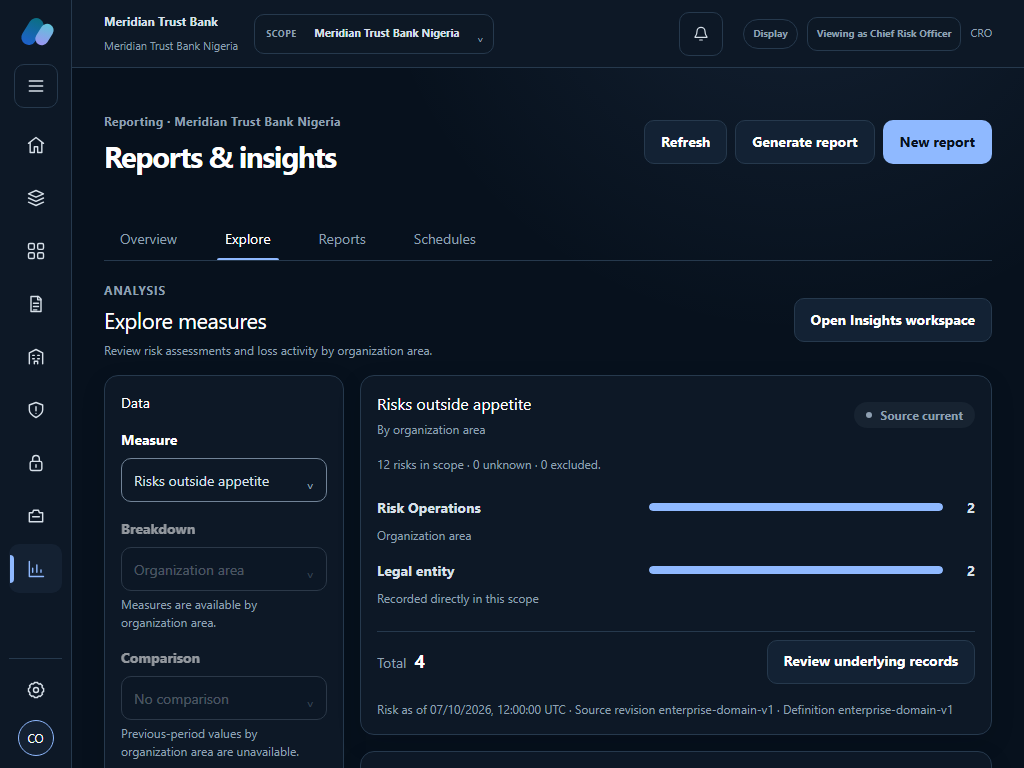 Meridian Trust Bank
Meridian Trust Bank Nigeria
SCOPE Meridian Trust Bank Nigeria
Display
Viewing as Chief Risk Officer
CRO
Reporting · Meridian Trust Bank Nigeria
Reports & insights
Refresh
Generate report
New report
Overview
Explore
Reports
Schedules
ANALYSIS
Explore measures
Review risk assessments and loss activity by organization area.
Open Insights workspace
Data
Measure
Risks outside appetite
Breakdown
Organization area
Measures are available by
organization area.
Comparison
No comparison
Previous-period values by
organization area are unavailable.
Risks outside appetite
By organization area
Source current
12 risks in scope · 0 unknown · 0 excluded.
Risk Operations 2
Organization area
Legal entity 2
Recorded directly in this scope
Total 4
Review underlying records
Risk as of 07/10/2026, 12:00:00 UTC · Source revision enterprise-domain-v1 · Definition enterprise-domain-v1
CO